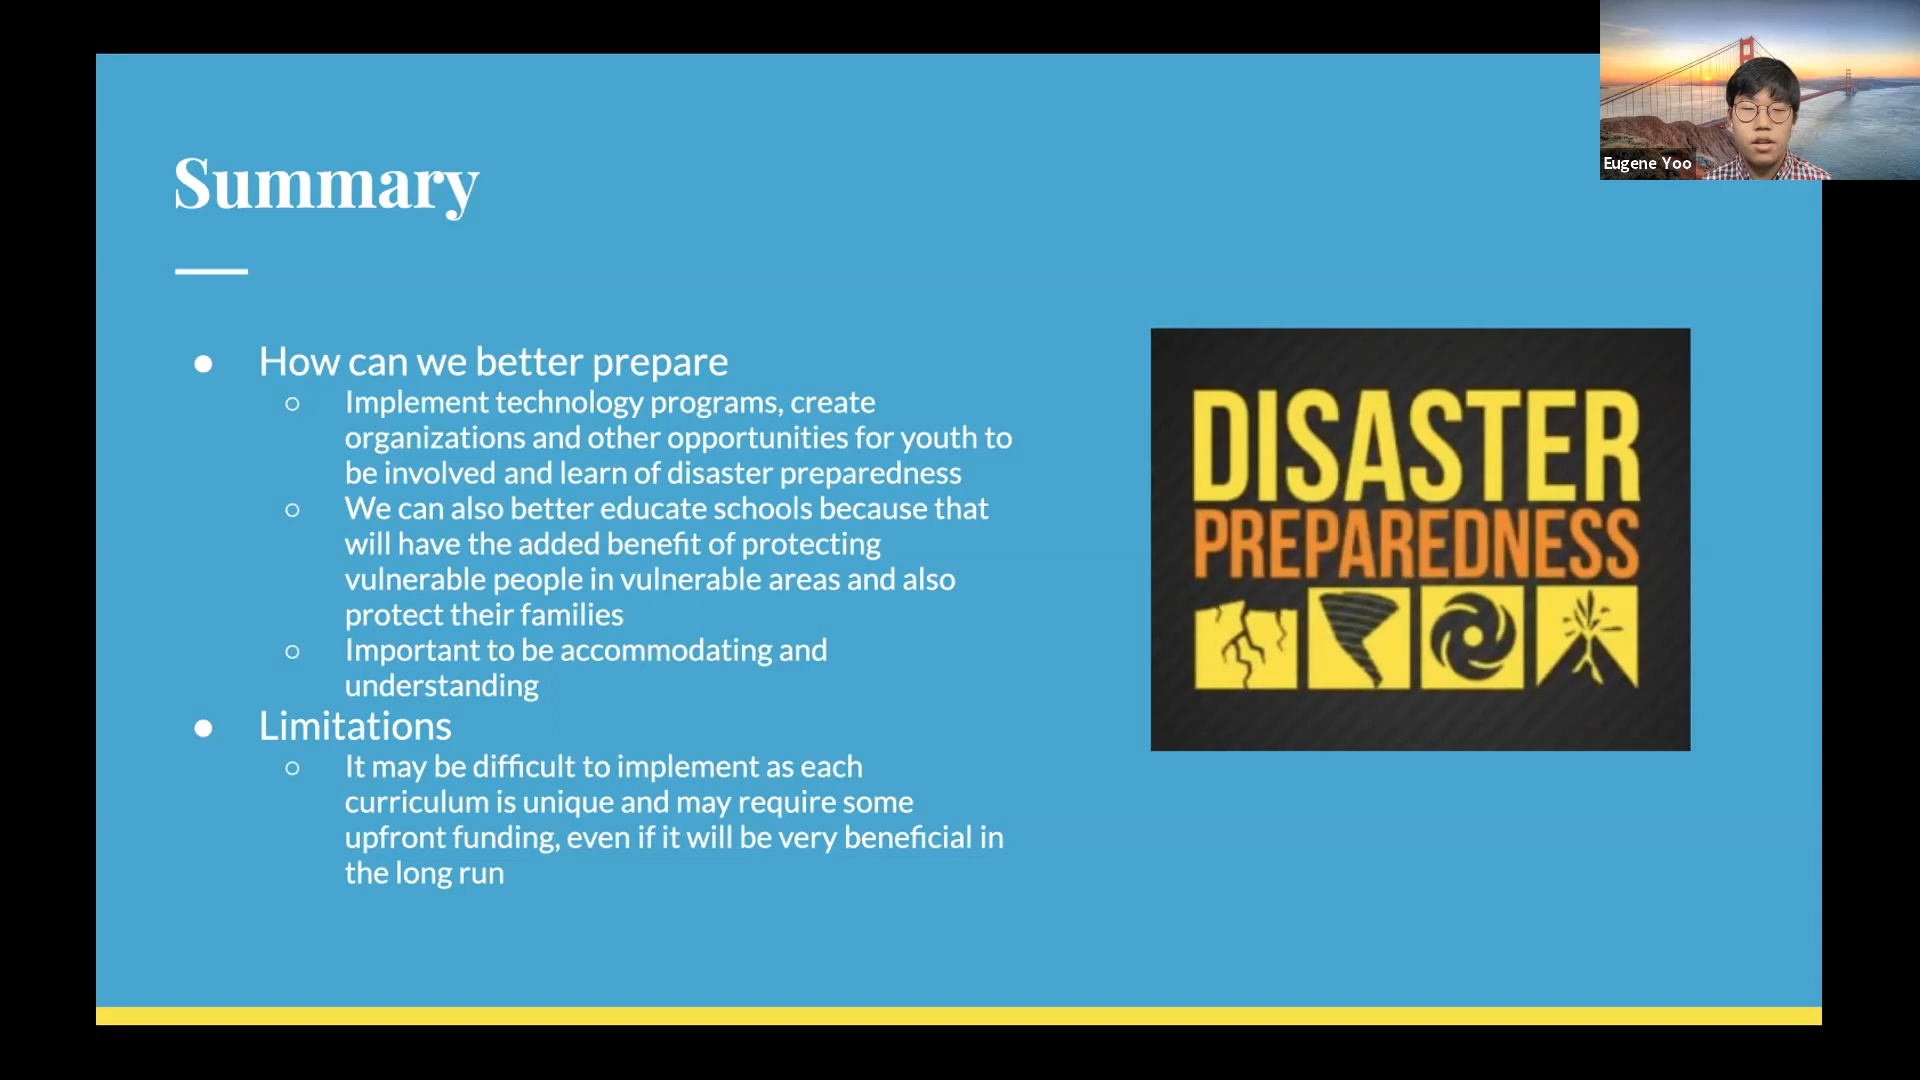 Summary
How can we better prepare
Implement technology programs, create
organizations and other opportunities for youth to
be involved and learn of disaster preparedness
We can also better educate schools because that
will have the added benefit of protecting
vulnerable people in vulnerable areas and also
protect their families
Important to be accommodating and
understanding
Limitations
It may be difficult to implement as each
curriculum is unique and may require some
upfront funding, even if it will be very beneficial in
the long run
DISASTER
PREPAREDNESS
Eugene Yoo